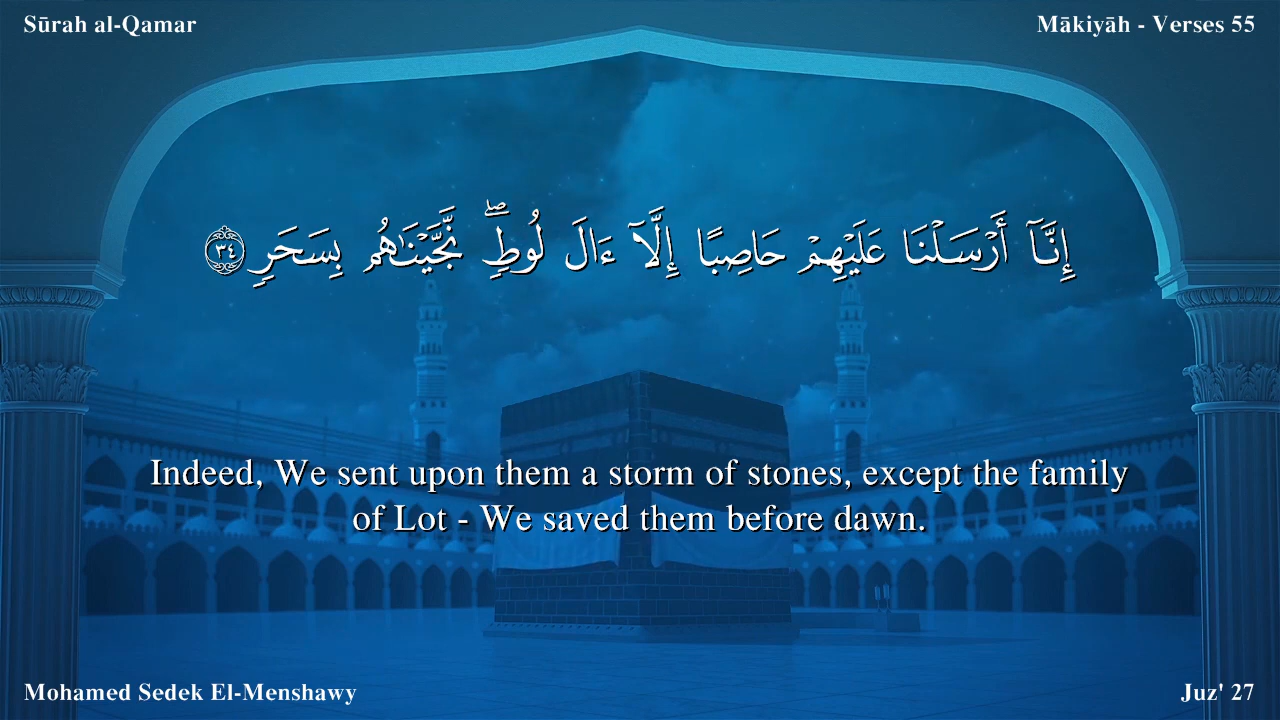 Sūrah al-Qamar
Mākiyāh - Verses 55
إِنَّآ أَرْسَلْنَا عَلَيْهِمْ حَاصِبًا إِلَّآ ءَالَ لُوطٍۖ نَّجَّيْنَٰهُم بِسَحَرٍۢ ٣٤
Indeed, We sent upon them a storm of stones, except the family
of Lot - We saved them before dawn.
Mohamed Sedek El-Menshawy
Juz' 27